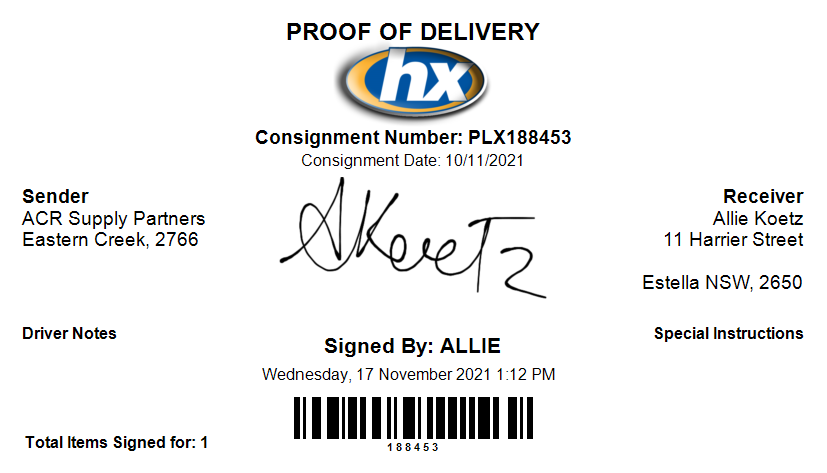 PROOF OF DELIVERY
hx
Consignment Number: PLX188453
Consignment Date: 10/11/2021
Sender
ACR Supply Partners
Eastern Creek, 2766
AKoetz
Receiver
Allie Koetz
11 Harrier Street
Estella NSW, 2650
Driver Notes
Signed By: ALLIE
Special Instructions
Wednesday, 17 November 2021 1:12 PM
188453
Total Items Signed for: 1